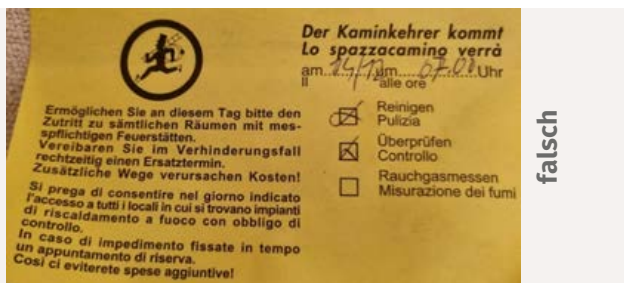 Der Kaminkehrer kommt
Lo spazzacamino verrà
am 14/12 um 07.00 Uhr
Il alle ore
Ermöglichen Sie an diesem Tag bitte den
Zutritt zu sämtlichen Räumen mit mes-
spflichtigen Feuerstätten.
Vereibaren Sie im Verhinderungsfall
rechtzeitig einen Ersatztermin.
Zusätzliche Wege verursachen Kosten!
Si prega di consentire nel giorno indicato
l'accesso a tutti i locali in cui si trovano impianti
di riscaldamento a fuoco con obbligo di
controllo.
In caso di impedimento fissate in tempo
un appuntamento di riserva.
Così ci eviterete spese aggiuntive!
Reinigen
Pulizia
Überprüfen
Controllo
Rauchgasmessen
Misurazione dei fumi
falsch